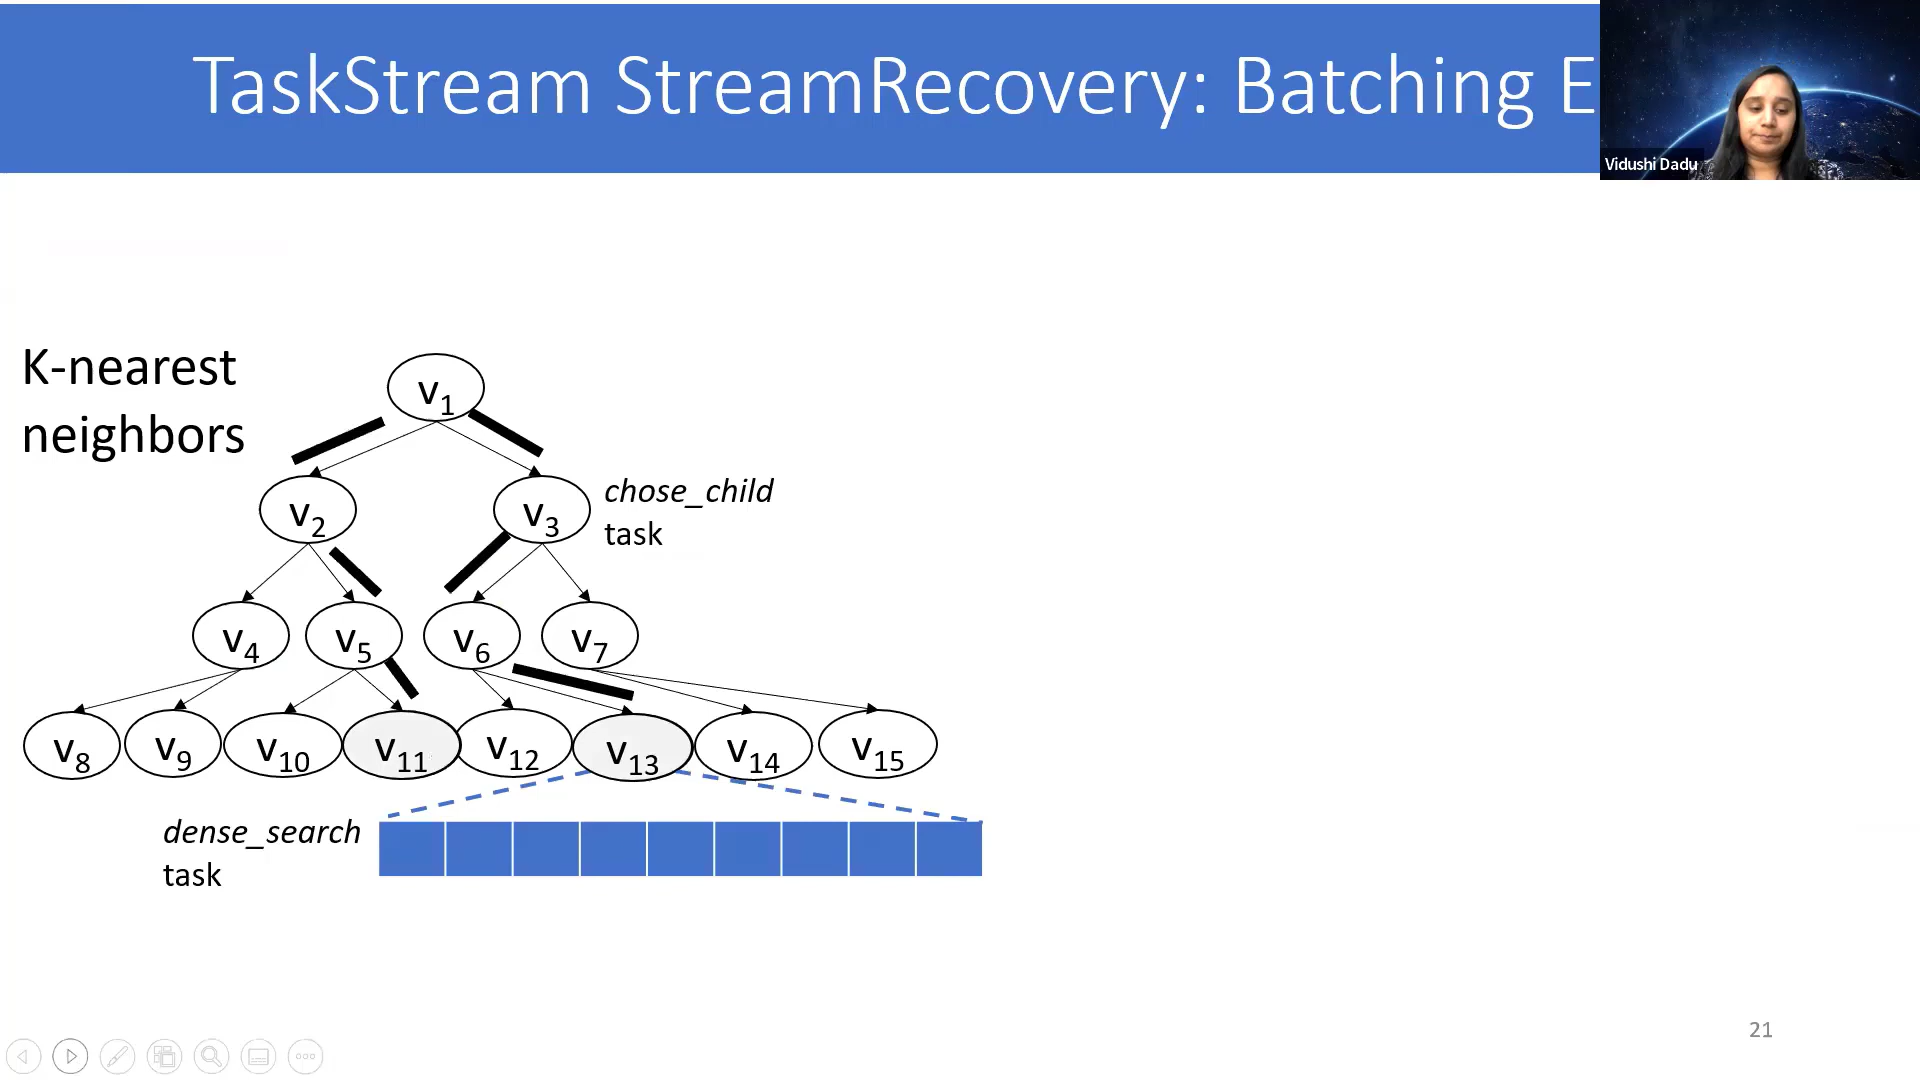 TaskStream StreamRecovery: Batching E
Vidushi Dadu
K-nearest
neighbors
v1
v2
v3
chose_child
task
v4
v5
v6
v7
v8
v9
v10
v11
v12
v13
v14
v15
dense_search
task
21